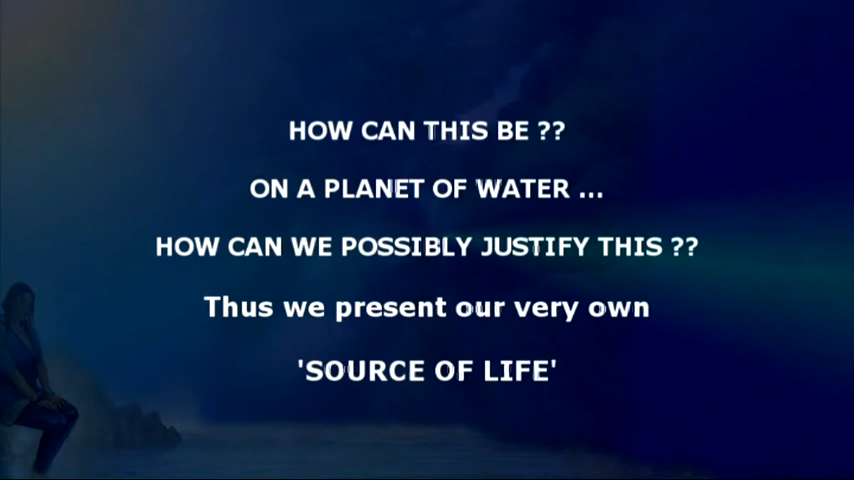 HOW CAN THIS BE ??
ON A PLANET OF WATER ...
HOW CAN WE POSSIBLY JUSTIFY THIS ??
Thus we present our very own
'SOURCE OF LIFE'